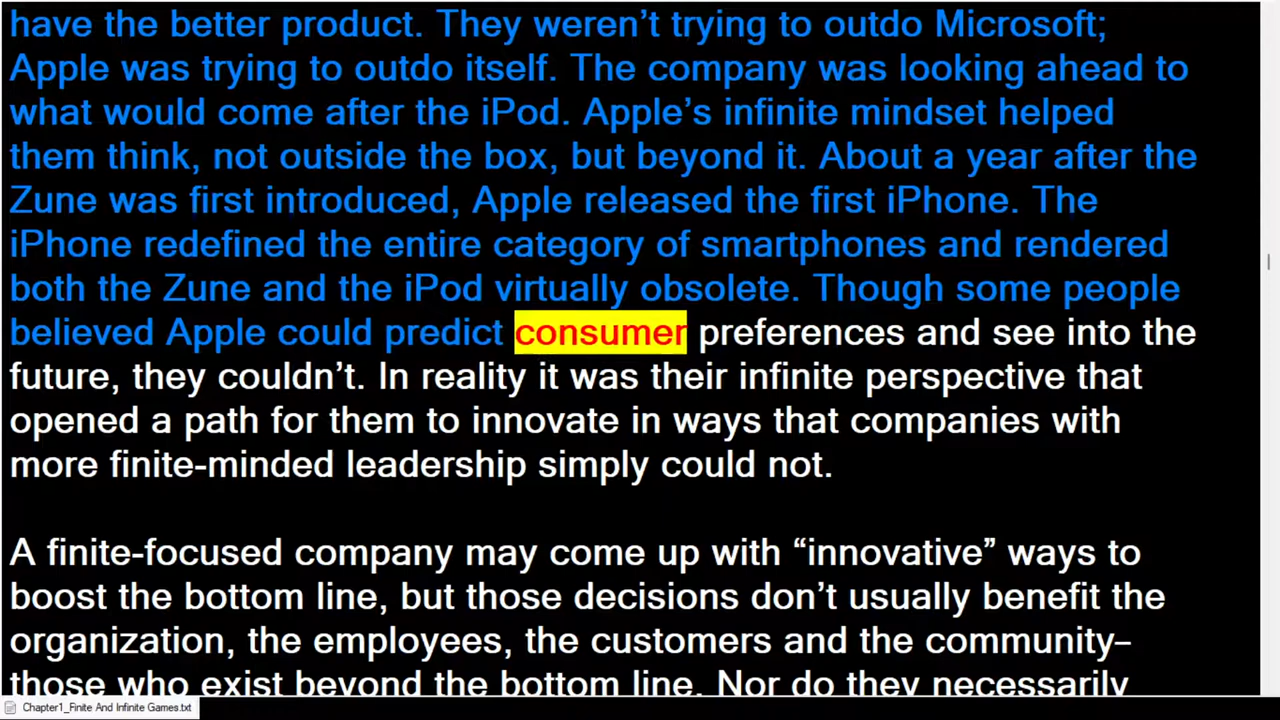 have the better product. They weren’t trying to outdo Microsoft;
Apple was trying to outdo itself. The company was looking ahead to
what would come after the iPod. Apple’s infinite mindset helped
them think, not outside the box, but beyond it. About a year after the
Zune was first introduced, Apple released the first iPhone. The
iPhone redefined the entire category of smartphones and rendered
both the Zune and the iPod virtually obsolete. Though some people
believed Apple could predict consumer preferences and see into the
future, they couldn’t. In reality it was their infinite perspective that
opened a path for them to innovate in ways that companies with
more finite-minded leadership simply could not.
A finite-focused company may come up with “innovative” ways to
boost the bottom line, but those decisions don’t usually benefit the
organization, the employees, the customers and the community–
those who exist beyond the bottom line. Nor do they necessarily
Chapter1_Finite And Infinite Games.txt